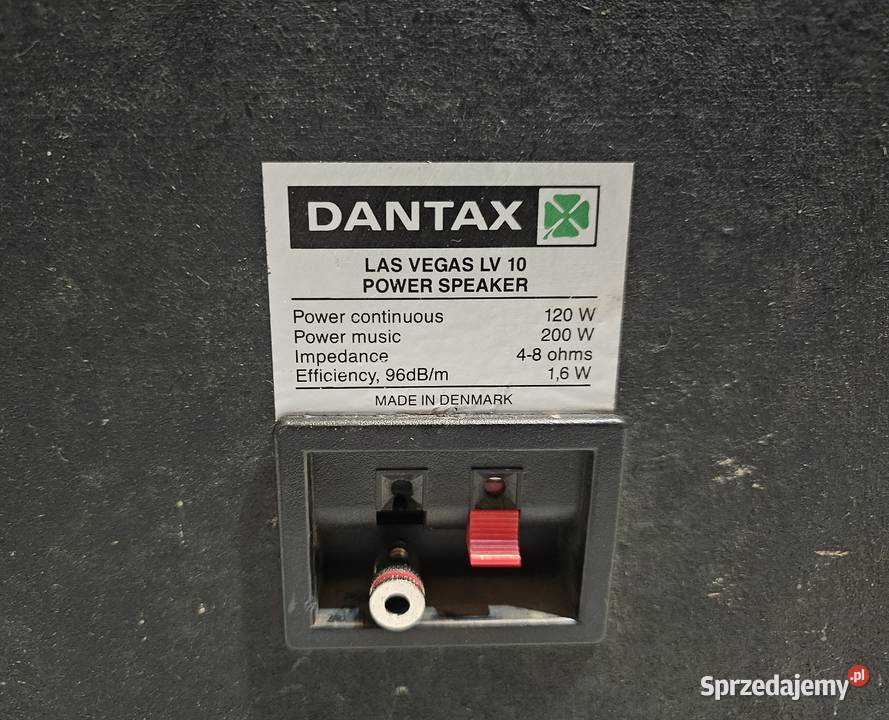 DANTAX
LAS VEGAS LV 10
POWER SPEAKER
Power continuous 120 W
Power music 200 W
Impedance 4-8 ohms
Efficiency, 96dB/m 1,6 W
MADE IN DENMARK
Sprzedajemy.pl